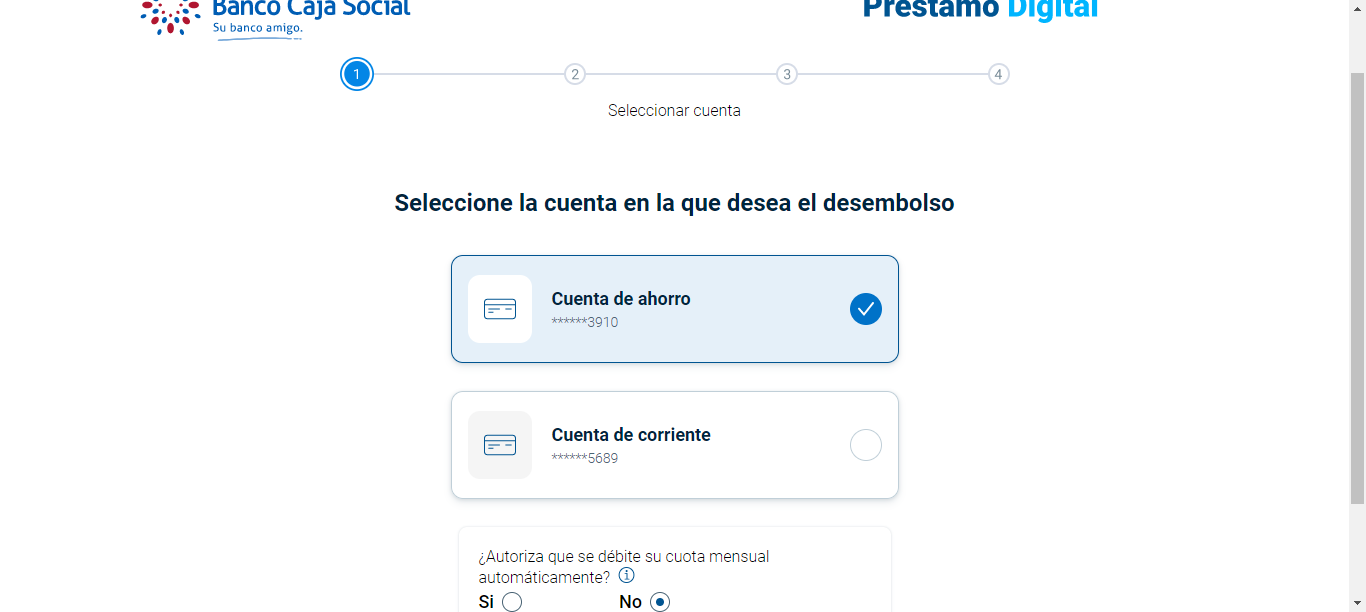 Banco Caja Social
Su banco amigo.
Préstamo Digital
1
2
3
4
Seleccionar cuenta
Seleccione la cuenta en la que desea el desembolso
Cuenta de ahorro
******3910
Cuenta de corriente
******5689
¿Autoriza que se débite su cuota mensual
automáticamente?
Si
No